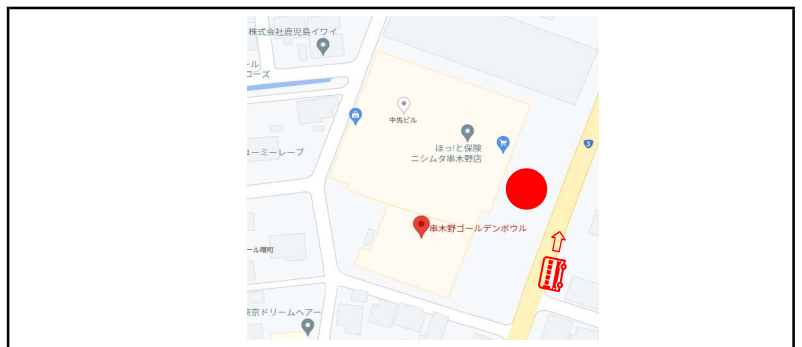 株式会社鹿児島イワイ
ール
ローズ
中馬ビル
ほっ!と保険
ニシムタ串木野店
3
ユーミーレーブ
串木野ゴールデンボウル
ール曙町
東京ドリームヘアー